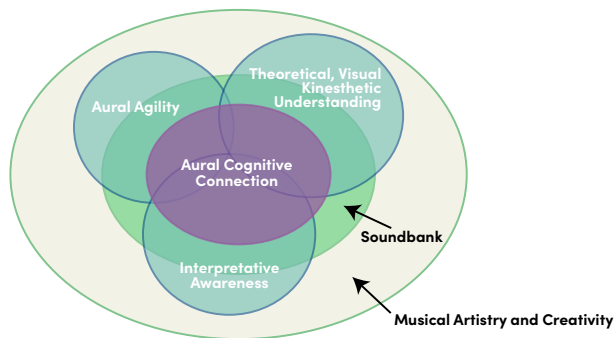 Theoretical, Visual
Kinesthetic
Understanding
Aural Agility
Aural Cognitive
Connection
Soundbank
Interpretative
Awareness
Musical Artistry and Creativity